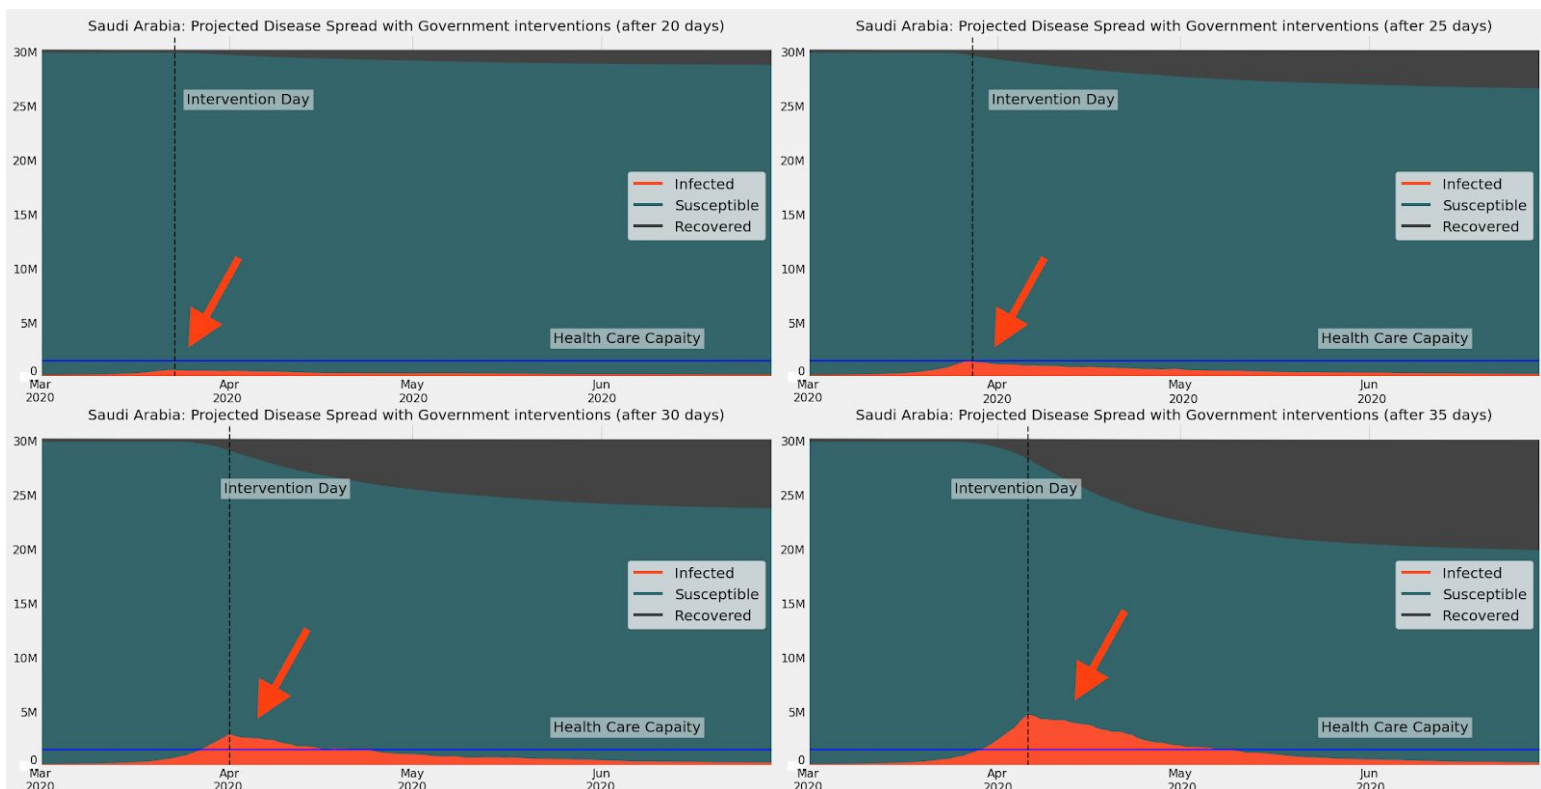 Saudi Arabia: Projected Disease Spread with Government interventions (after 20 days)
30M
25M
20M
15M
10M
5M
0
Intervention Day
Infected
Susceptible
Recovered
Health Care Capaity
Mar
2020
Apr
2020
May
2020
Jun
2020
Saudi Arabia: Projected Disease Spread with Government interventions (after 25 days)
30M
25M
20M
15M
10M
5M
0
Intervention Day
Infected
Susceptible
Recovered
Health Care Capaity
Mar
2020
Apr
2020
May
2020
Jun
2020
Saudi Arabia: Projected Disease Spread with Government interventions (after 30 days)
30M
25M
20M
15M
10M
5M
0
Intervention Day
Infected
Susceptible
Recovered
Health Care Capaity
Mar
2020
Apr
2020
May
2020
Jun
2020
Saudi Arabia: Projected Disease Spread with Government interventions (after 35 days)
30M
25M
20M
15M
10M
5M
0
Intervention Day
Infected
Susceptible
Recovered
Health Care Capaity
Mar
2020
Apr
2020
May
2020
Jun
2020